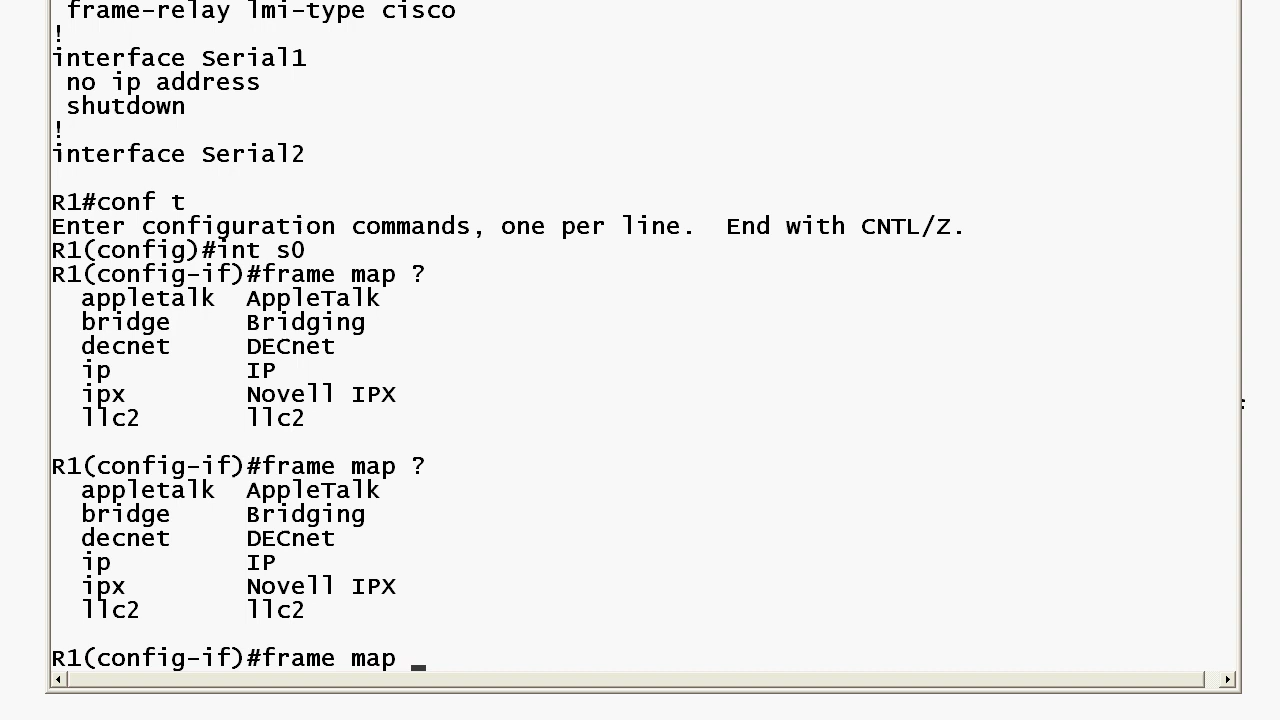 frame-relay lmi-type cisco
!
interface Serial1
 no ip address
 shutdown
!
interface Serial2

R1#conf t
Enter configuration commands, one per line.  End with CNTL/Z.
R1(config)#int s0
R1(config-if)#frame map ?
  appletalk  AppleTalk
  bridge     Bridging
  decnet     DECnet
  ip         IP
  ipx        Novell IPX
  llc2       llc2

R1(config-if)#frame map ?
  appletalk  AppleTalk
  bridge     Bridging
  decnet     DECnet
  ip         IP
  ipx        Novell IPX
  llc2       llc2

R1(config-if)#frame map _